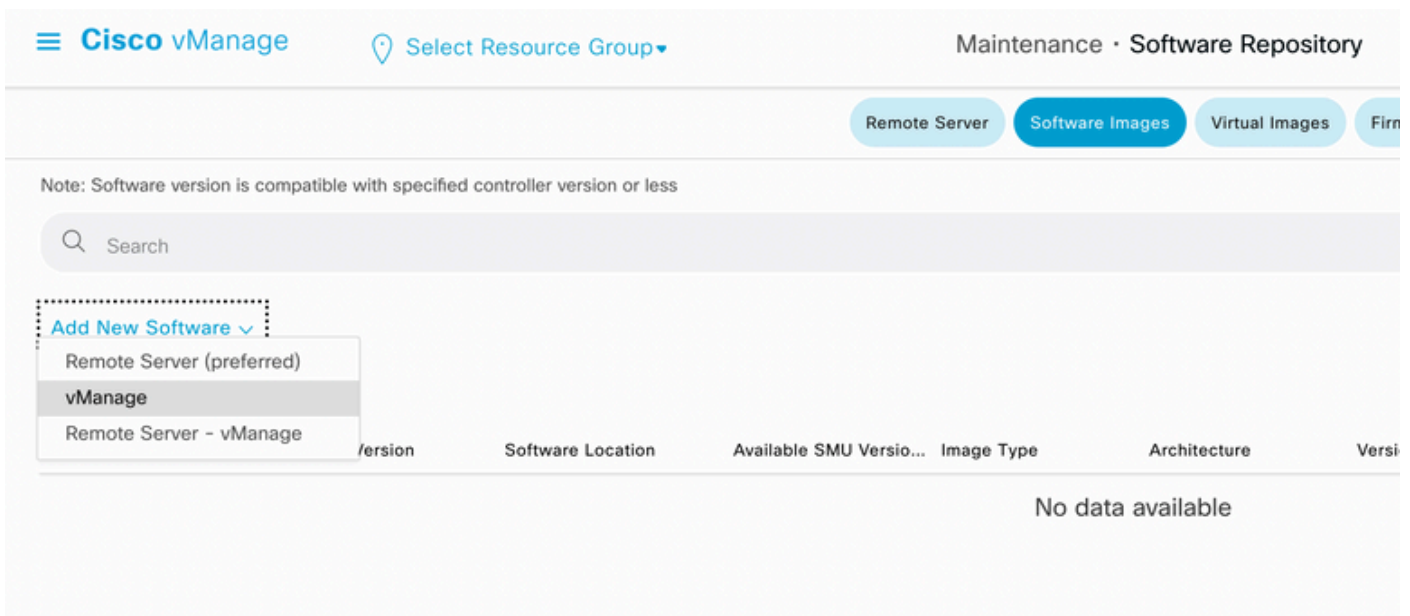 Cisco vManage
Select Resource Group
Maintenance · Software Repository
Remote Server
Software Images
Virtual Images
Note: Software version is compatible with specified controller version or less
Search
Add New Software
Remote Server (preferred)
vManage
Remote Server - vManage
Software Location
Available SMU Versio...
Image Type
Architecture
No data available